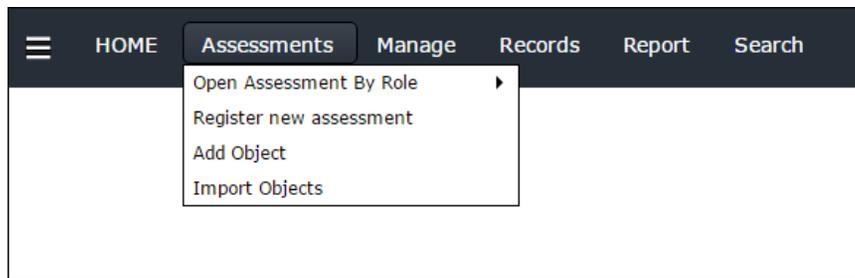 HOME Assessments Manage Records Report Search
Open Assessment By Role
Register new assessment
Add Object
Import Objects